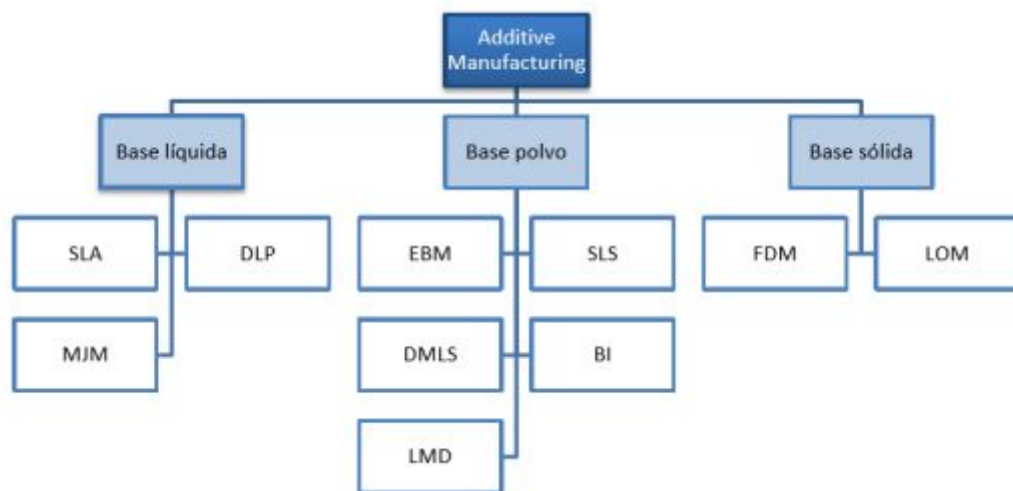 Additive
Manufacturing
Base líquida
Base polvo
Base sólida
SLA
DLP
EBM
SLS
FDM
LOM
MJM
DMLS
BI
LMD